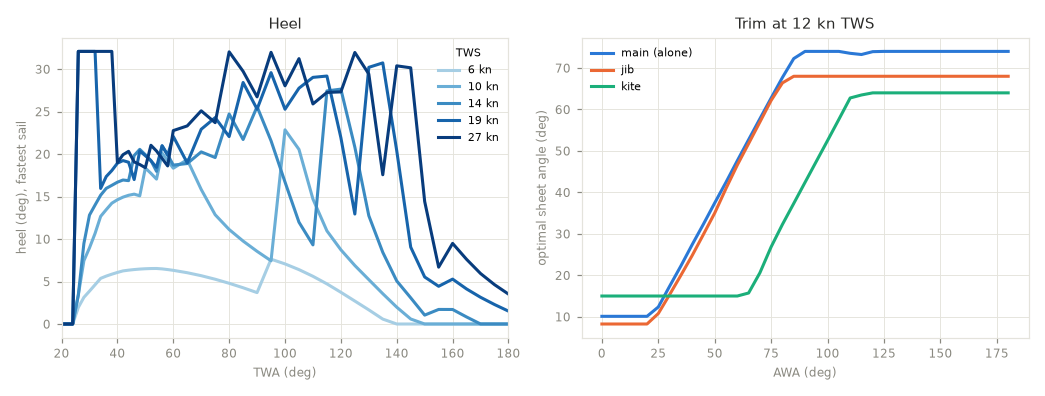 Heel
heel (deg), fastest sail
30
25
20
15
10
5
0
20 40 60 80 100 120 140 160 180
TWA (deg)
TWS
6 kn
10 kn
14 kn
19 kn
27 kn
Trim at 12 kn TWS
optimal sheet angle (deg)
70
60
50
40
30
20
10
0 25 50 75 100 125 150 175
AWA (deg)
main (alone)
jib
kite